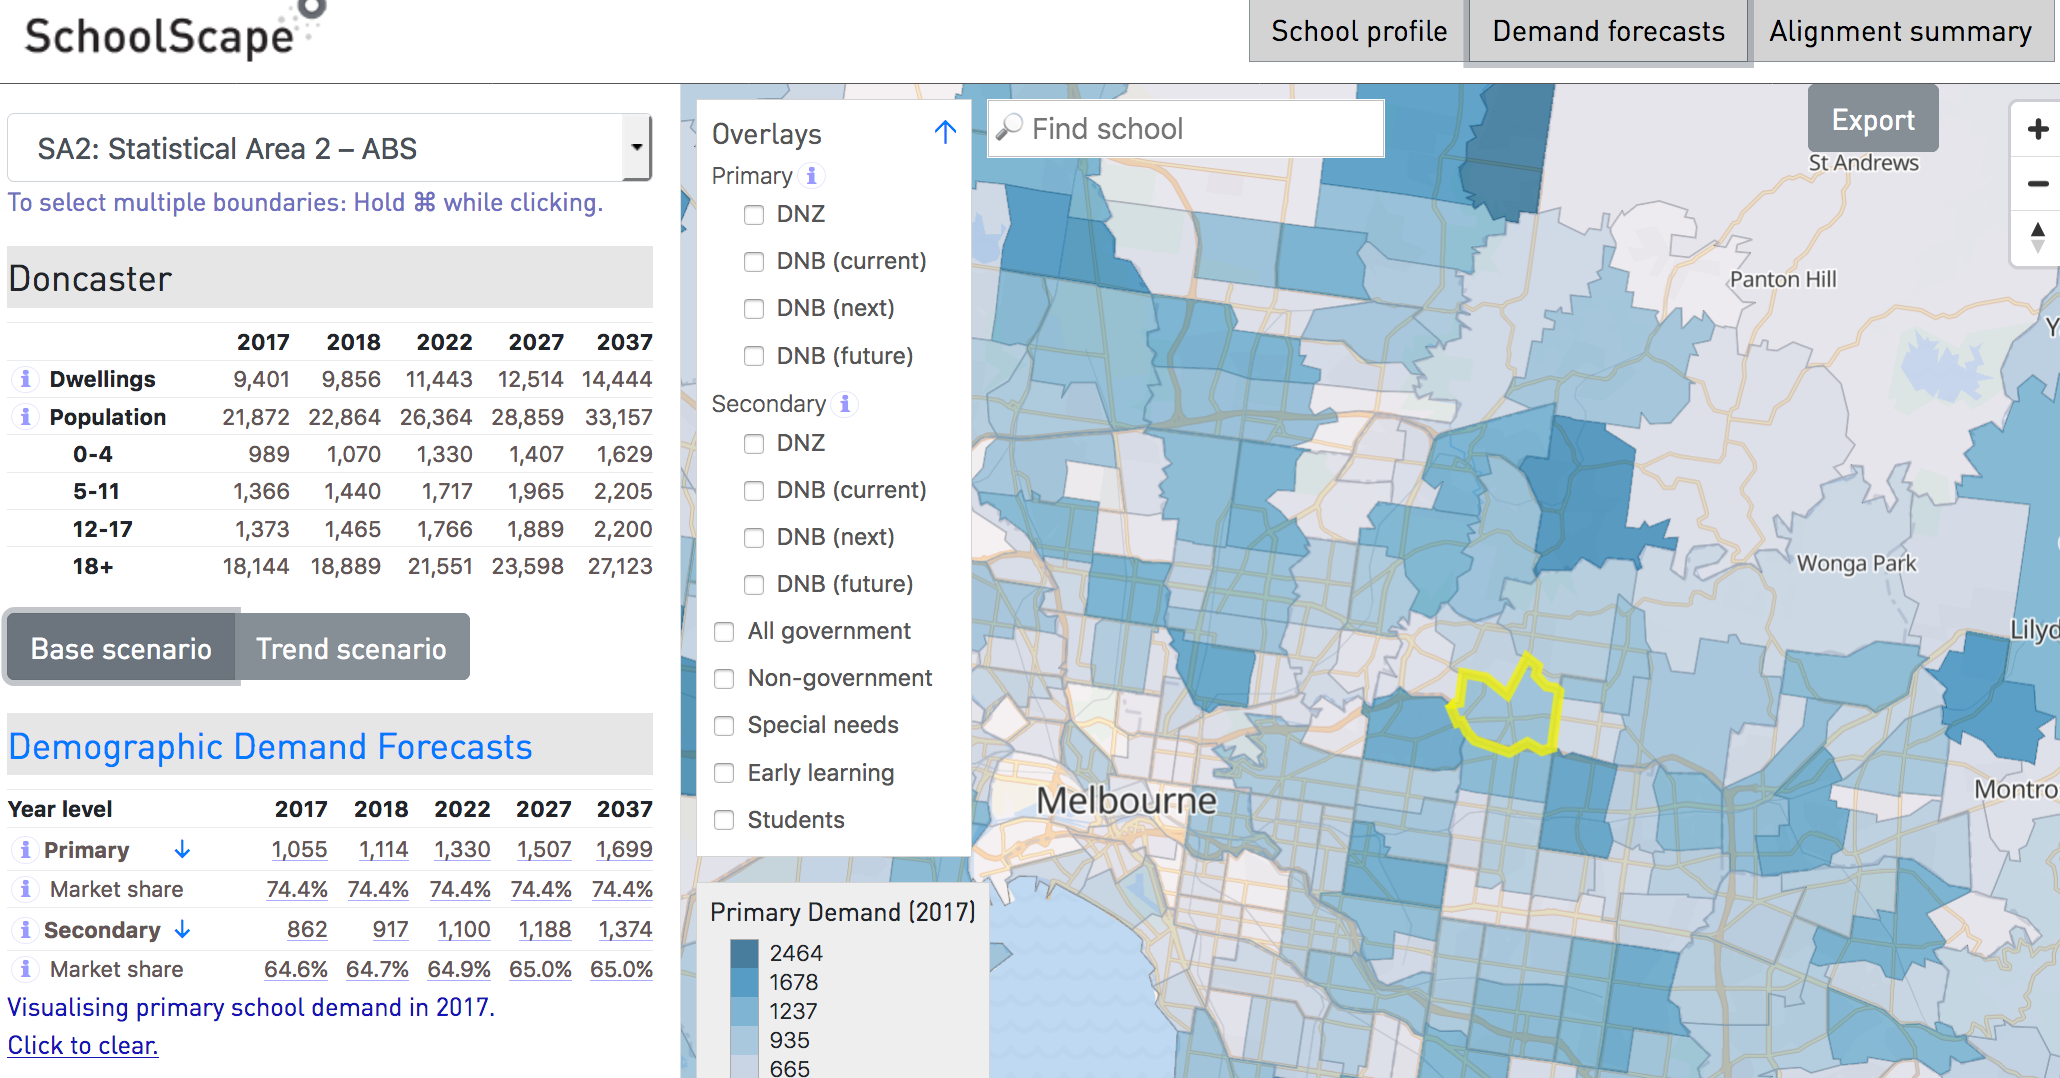 SchoolScape
School profile
Demand forecasts
Alignment summary
SA2: Statistical Area 2 – ABS
To select multiple boundaries: Hold ⌘ while clicking.
Doncaster
2017 2018 2022 2027 2037
i Dwellings 9,401 9,856 11,443 12,514 14,444
i Population 21,872 22,864 26,364 28,859 33,157
0-4 989 1,070 1,330 1,407 1,629
5-11 1,366 1,440 1,717 1,965 2,205
12-17 1,373 1,465 1,766 1,889 2,200
18+ 18,144 18,889 21,551 23,598 27,123
Base scenario
Trend scenario
Demographic Demand Forecasts
Year level 2017 2018 2022 2027 2037
i Primary ↓ 1,055 1,114 1,330 1,507 1,699
i Market share 74.4% 74.4% 74.4% 74.4% 74.4%
i Secondary ↓ 862 917 1,100 1,188 1,374
i Market share 64.6% 64.7% 64.9% 65.0% 65.0%
Visualising primary school demand in 2017.
Click to clear.
Overlays
Primary i
DNZ
DNB (current)
DNB (next)
DNB (future)
Secondary i
DNZ
DNB (current)
DNB (next)
DNB (future)
All government
Non-government
Special needs
Early learning
Students
Primary Demand (2017)
2464
1678
1237
935
665
Find school
Export
+
−
St Andrews
Panton Hill
Y
Wonga Park
Lilyd
Montro
Melbourne